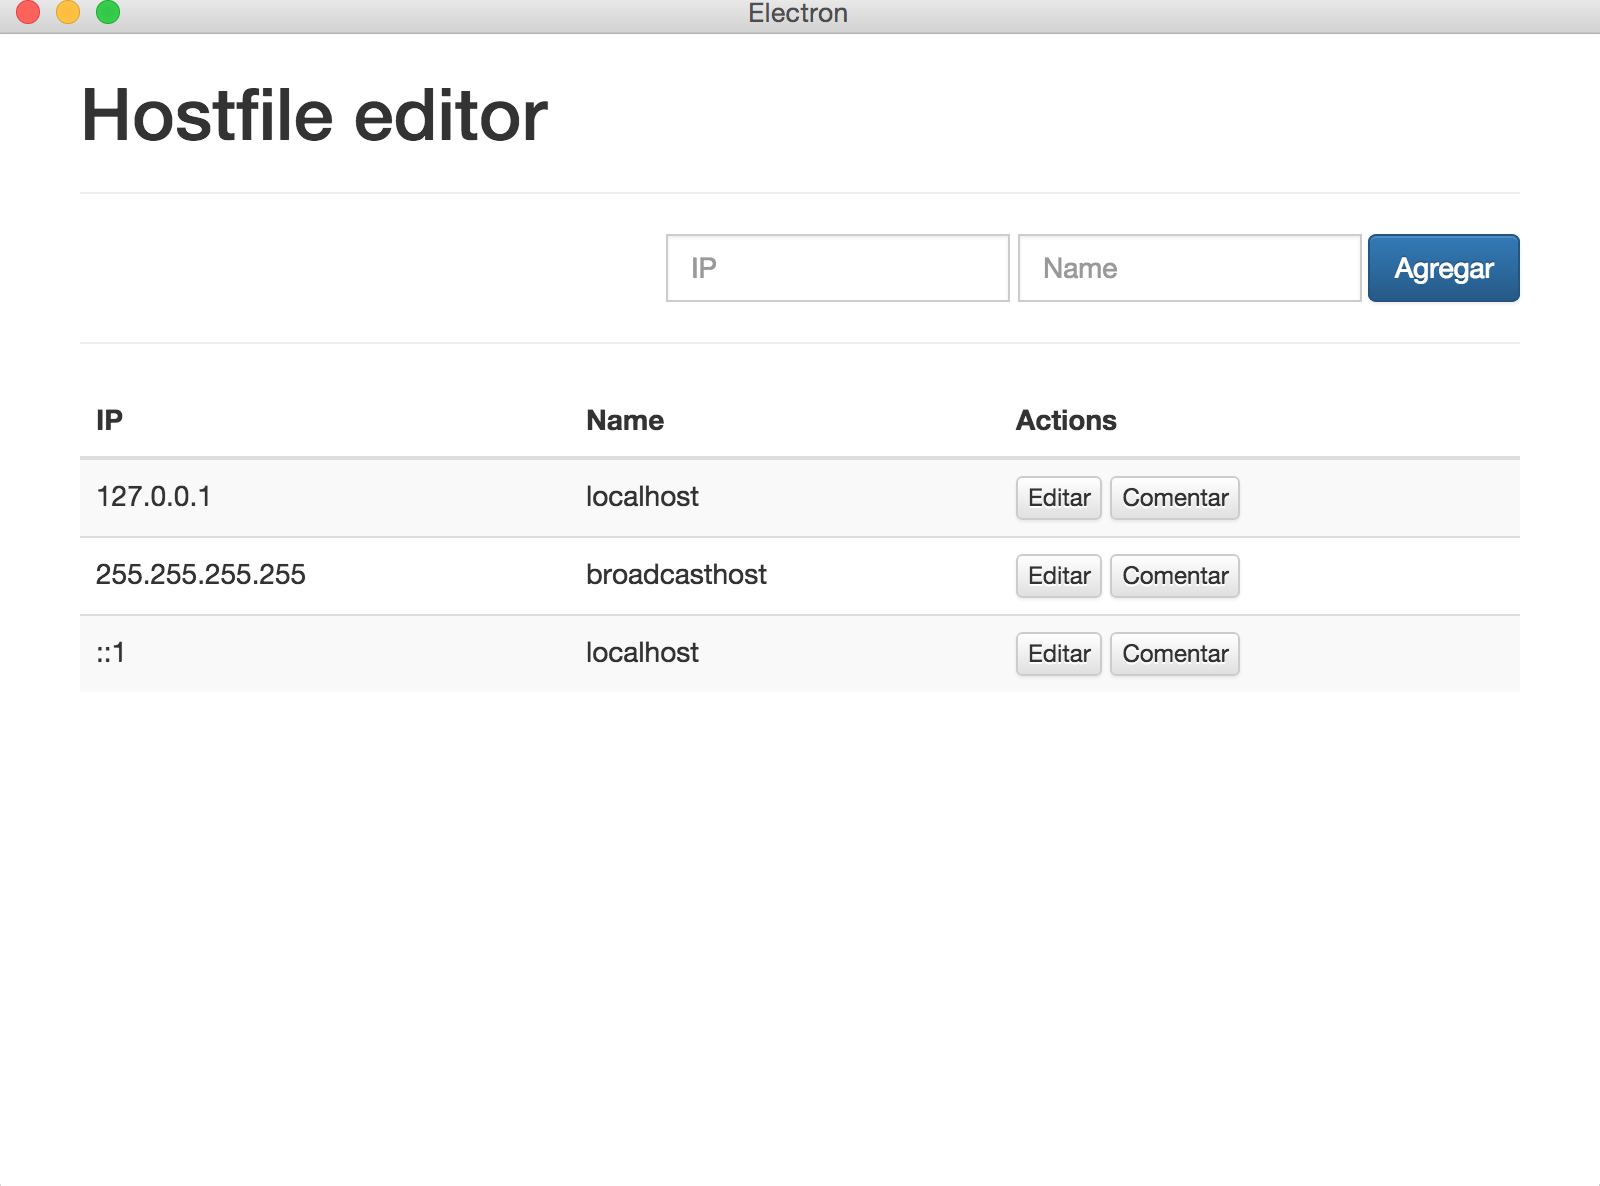 Electron
Hostfile editor
IP Name Agregar
IP Name Actions
127.0.0.1 localhost Editar Comentar
255.255.255.255 broadcasthost Editar Comentar
::1 localhost Editar Comentar